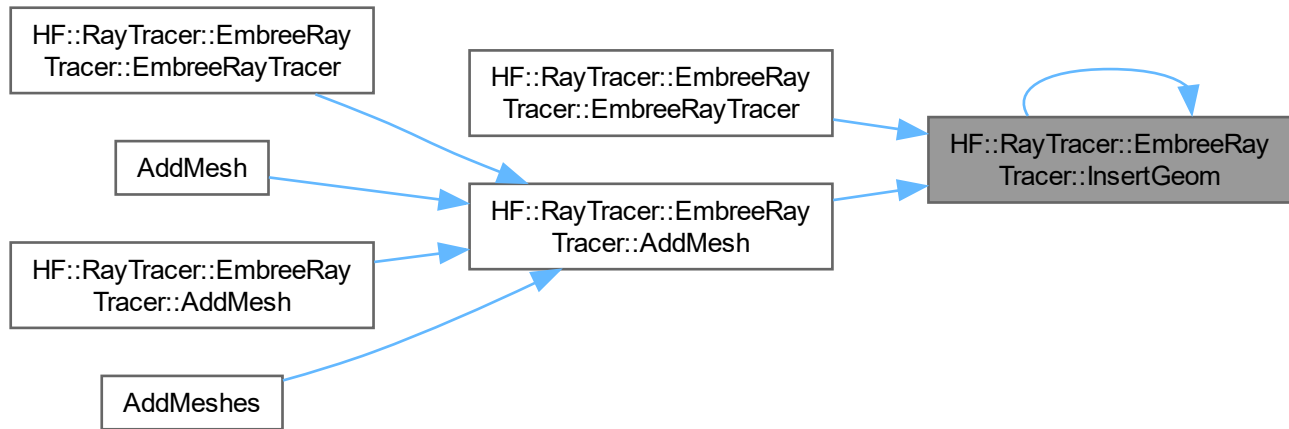 HF::RayTracer::EmbreeRay
Tracer::EmbreeRayTracer
AddMesh
HF::RayTracer::EmbreeRay
Tracer::AddMesh
AddMeshes
HF::RayTracer::EmbreeRay
Tracer::EmbreeRayTracer
HF::RayTracer::EmbreeRay
Tracer::AddMesh
HF::RayTracer::EmbreeRay
Tracer::InsertGeom